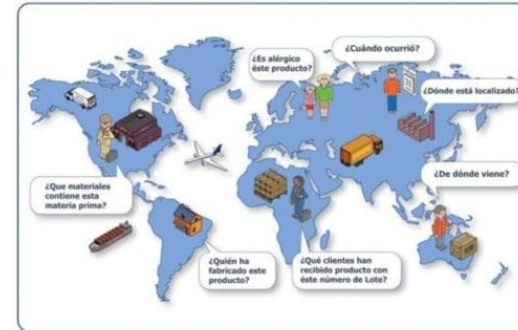 ¿Cuándo ocurrió?
¿Es alérgico
éste producto?
¿Dónde está localizado?
¿De dónde viene?
¿Que materiales
contiene esta
materia prima?
¿Quién ha
fabricado este
producto?
¿Qué clientes han
recibido producto con
éste número de Lote?